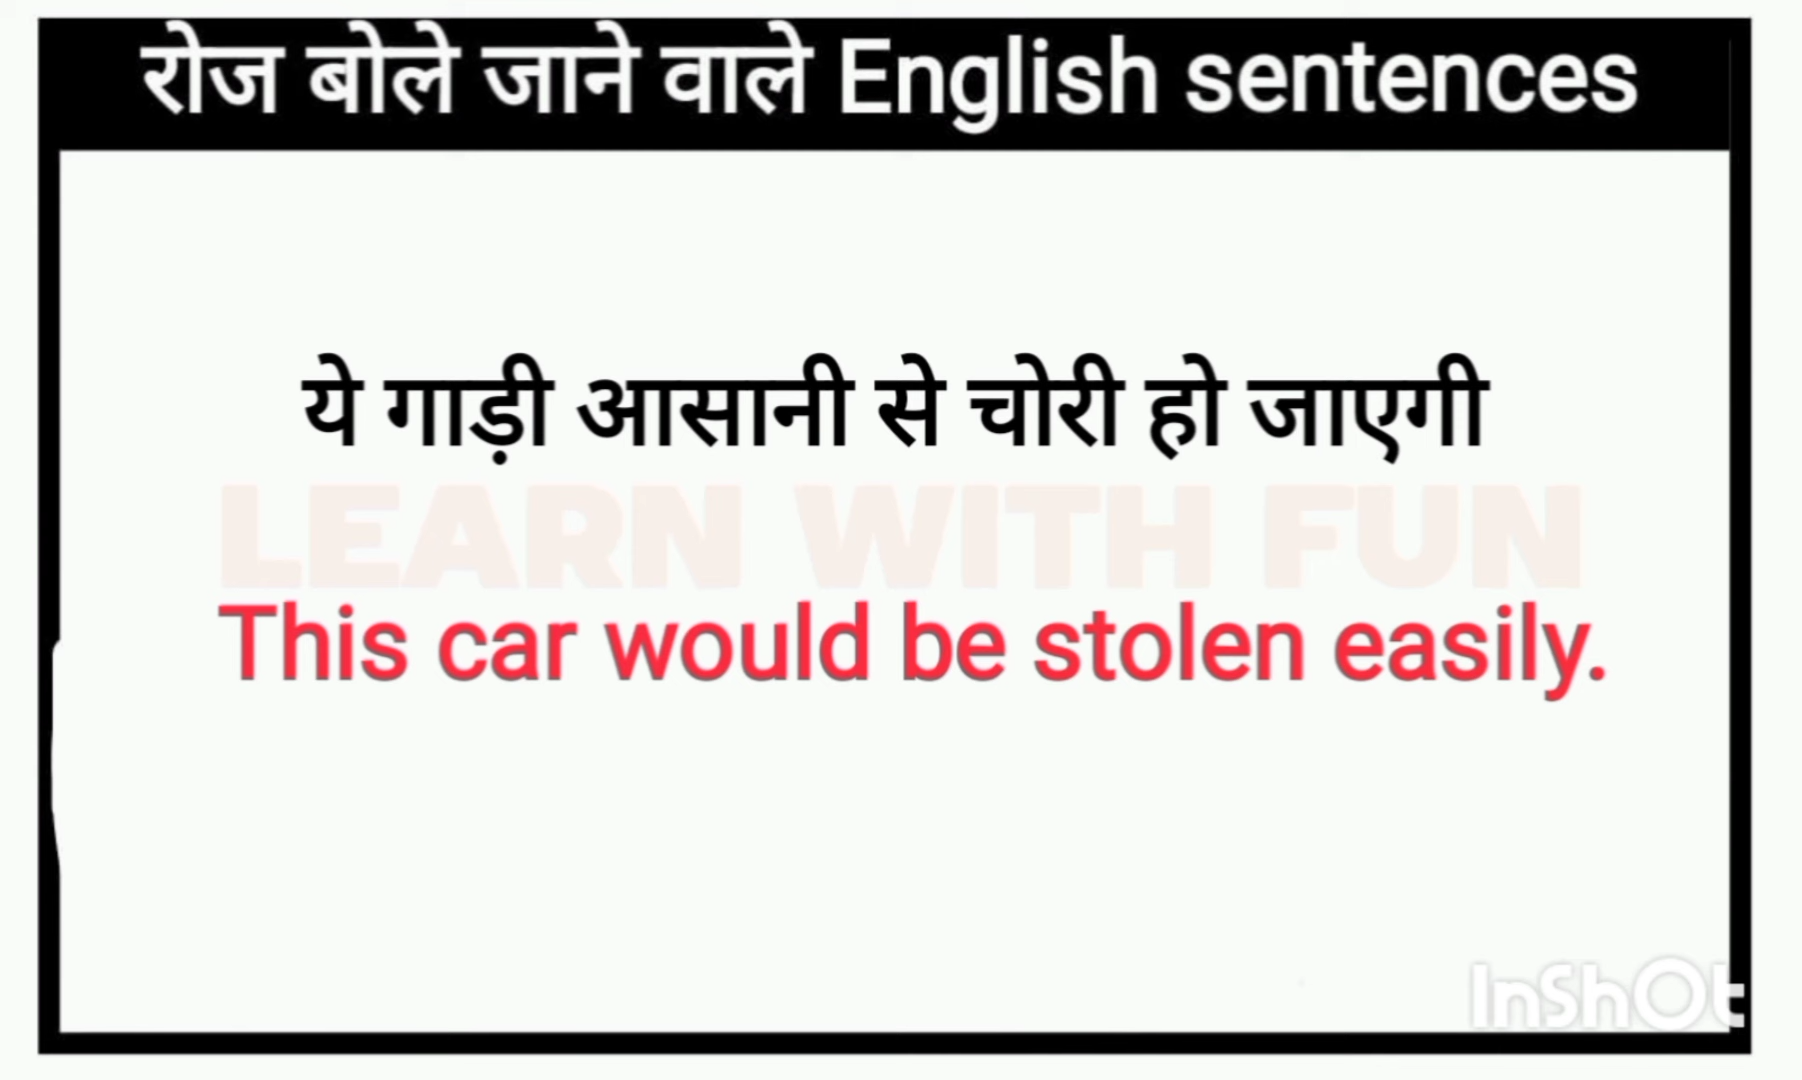 रोज बोले जाने वाले English sentences
ये गाड़ी आसानी से चोरी हो जाएगी
LEARN WITH FUN
This car would be stolen easily.
InShOt